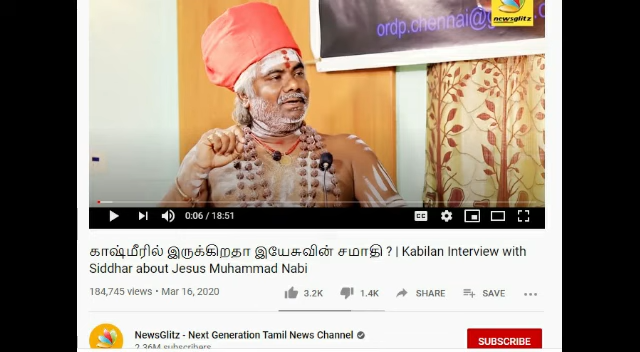 newsglitz
ordp.chennai@g
0:06 / 18:51
காஷ்மீரில் இருக்கிறதா இயேசுவின் சமாதி ? | Kabilan Interview with
Siddhar about Jesus Muhammad Nabi
184,745 views • Mar 16, 2020
3.2K
1.4K
SHARE
SAVE
NewsGlitz - Next Generation Tamil News Channel
SUBSCRIBE
2.36M subscribers